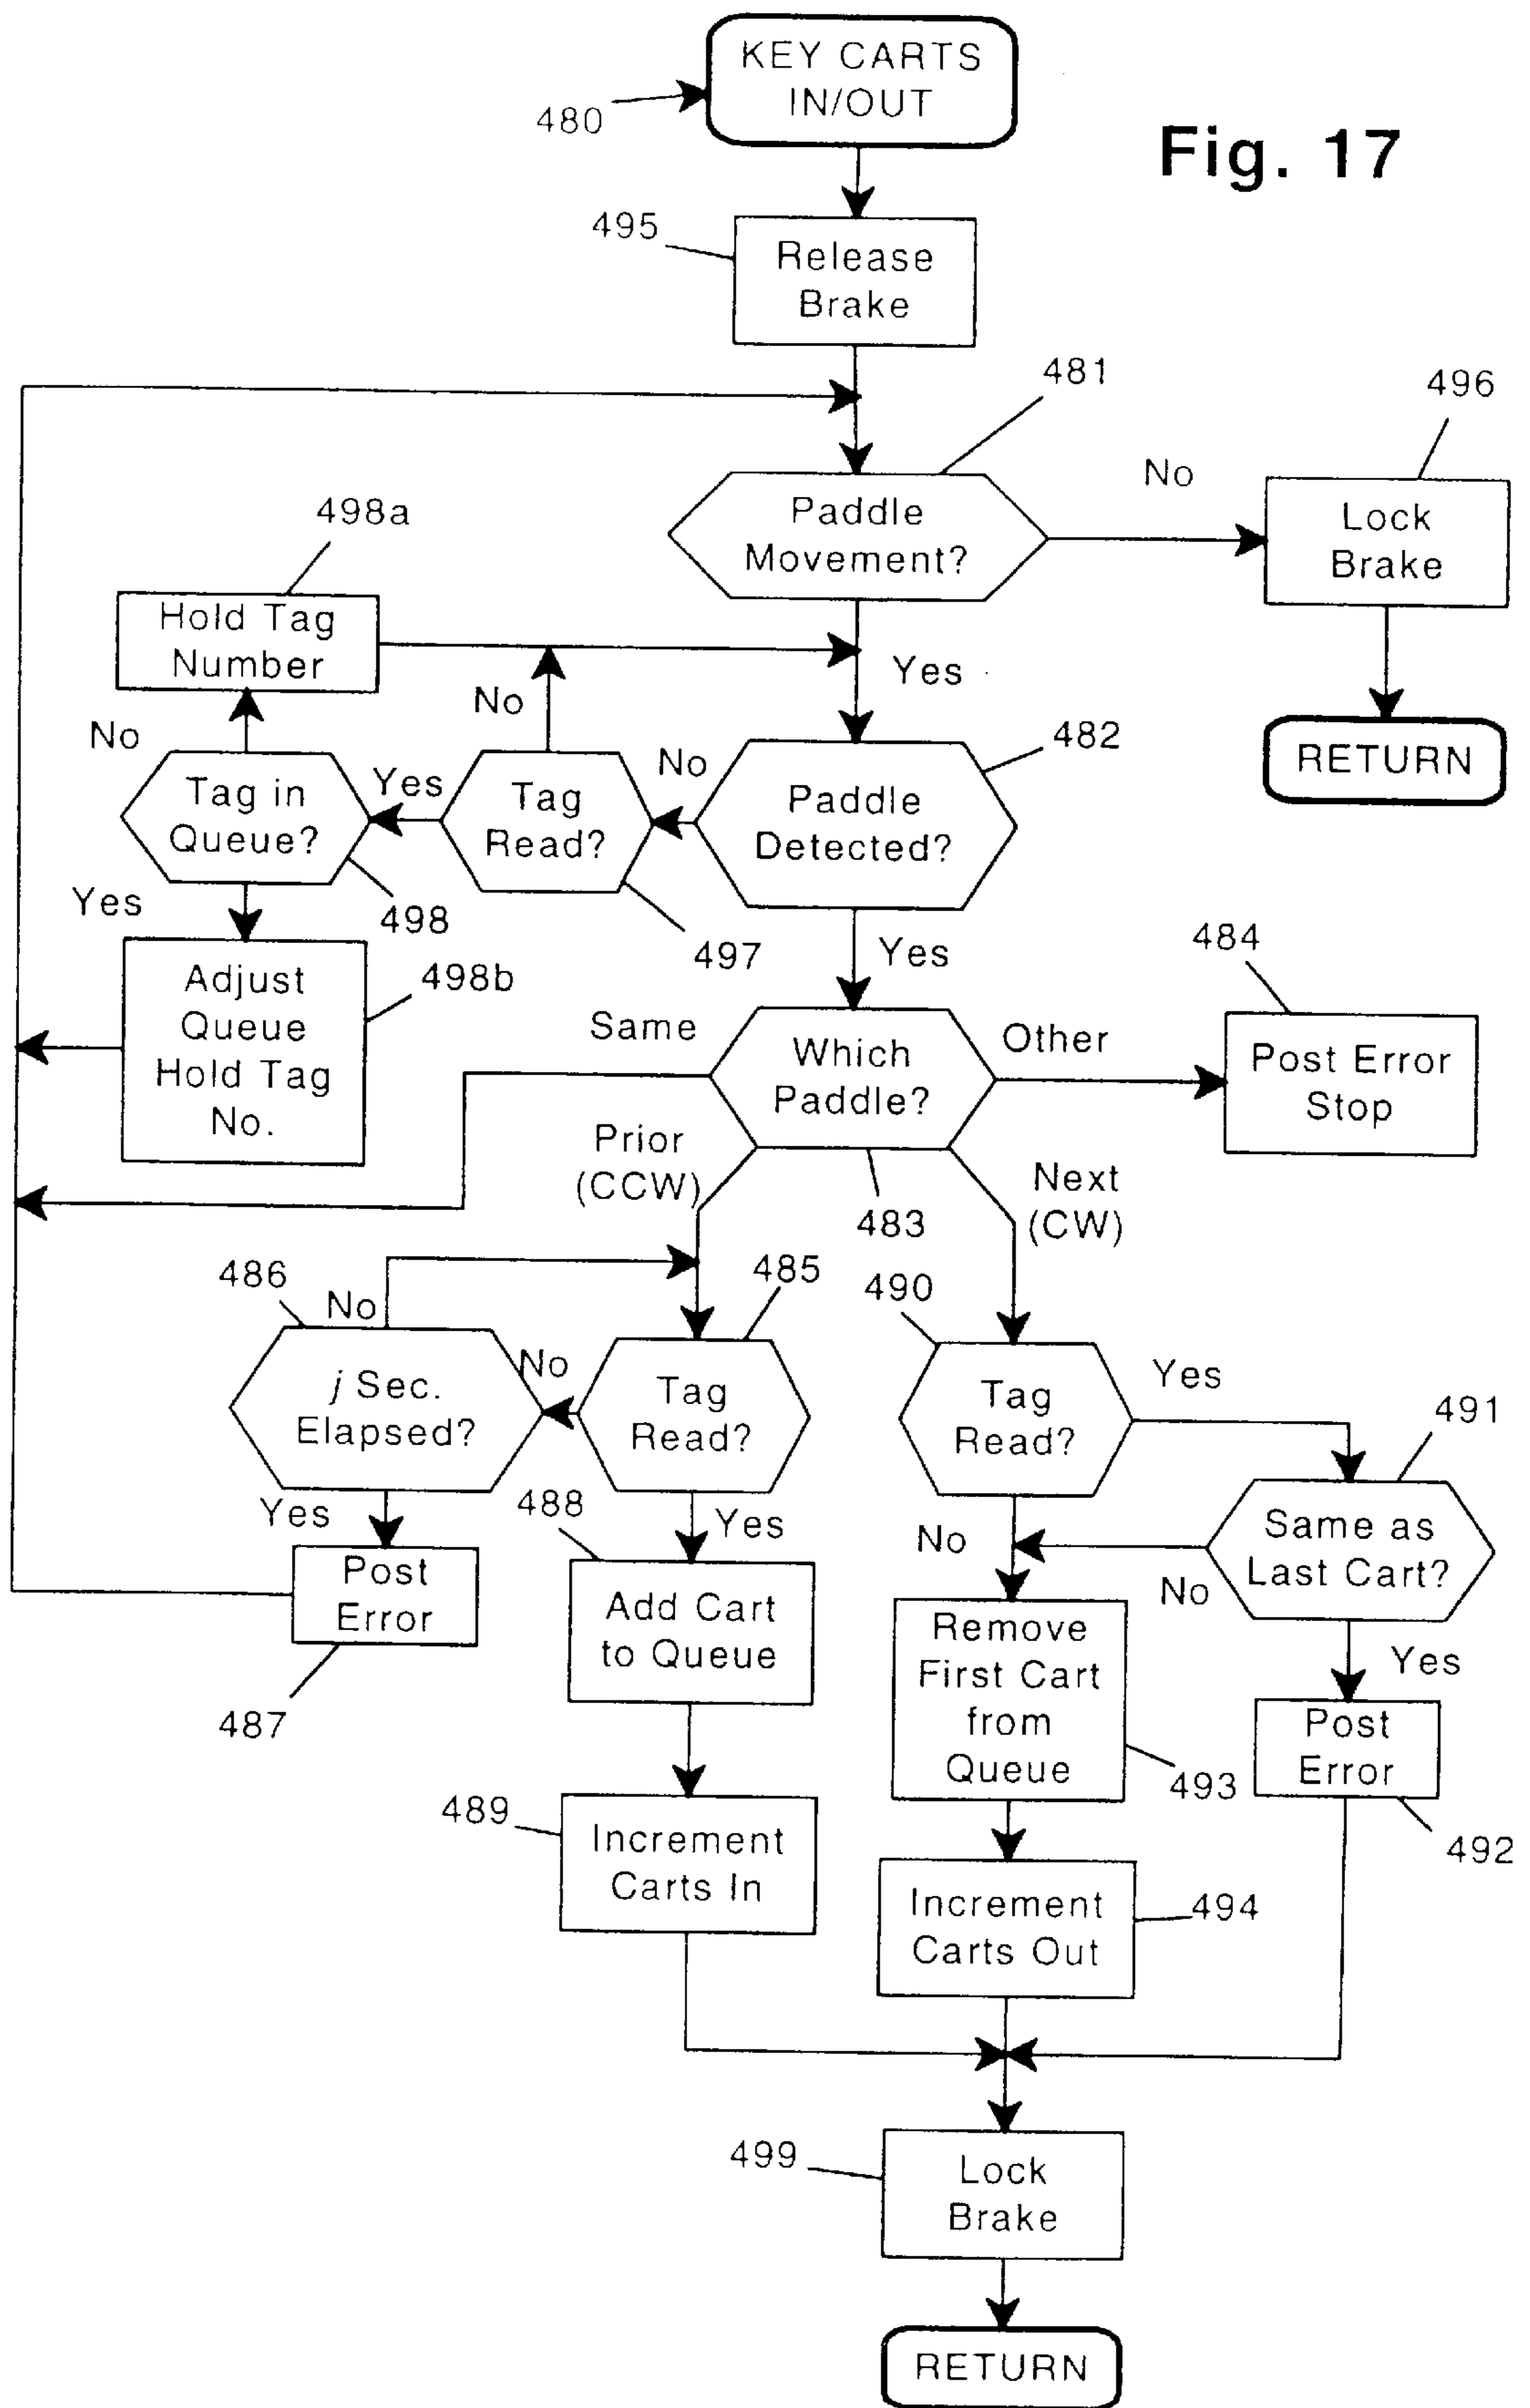 KEY CARTS
IN/OUT
480
Fig. 17
495
Release
Brake
481
496
Paddle
Movement?
No
Lock
Brake
498a
Hold Tag
Number
Yes
No
RETURN
No
482
Tag in
Queue?
Yes
Tag
Read?
No
Paddle
Detected?
Yes
498
497
Yes
484
Adjust
Queue
Hold Tag
No.
498b
Same
Which
Paddle?
Other
Post Error
Stop
Prior
(CCW)
483
Next
(CW)
486
No
485
490
j Sec.
Elapsed?
No
Tag
Read?
Tag
Read?
Yes
491
Yes
488
Yes
No
Same as
Last Cart?
No
Post
Error
487
Add Cart
to Queue
Remove
First Cart
from
Queue
493
Yes
Post
Error
492
489
Increment
Carts In
Increment
Carts Out
494
499
Lock
Brake
RETURN